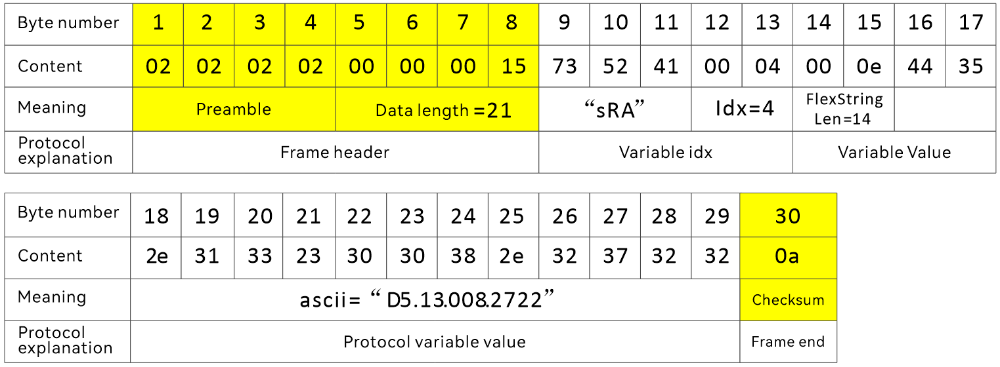 Byte number 1 2 3 4 5 6 7 8 9 10 11 12 13 14 15 16 17
Content 02 02 02 02 00 00 00 15 73 52 41 00 04 00 0e 44 35
Meaning Preamble Data length =21 “sRA” Idx=4 FlexString
Len=14
Protocol
explanation Frame header Variable idx Variable Value
Byte number 18 19 20 21 22 23 24 25 26 27 28 29 30
Content 2e 31 33 23 30 30 38 2e 32 37 32 32 0a
Meaning ascii= “ D5.13.008.2722” Checksum
Protocol
explanation Protocol variable value Frame end